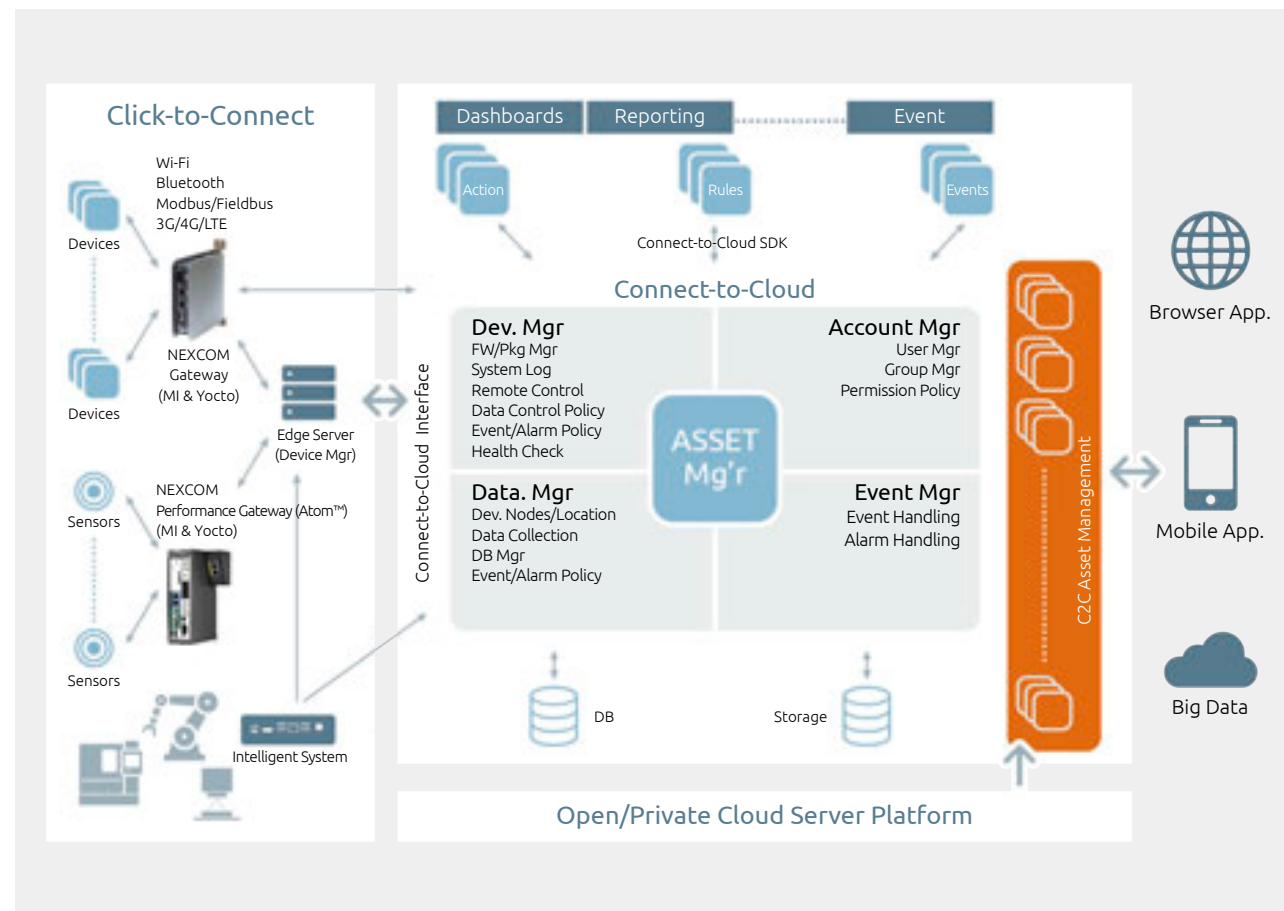 Click-to-Connect
Wi-Fi
Bluetooth
Modbus/Fieldbus
3G/4G/LTE
Devices
NEXCOM
Gateway
(MI & Yocto)
Devices
Edge Server
(Device Mgr)
NEXCOM
Performance Gateway (Atom™)
(MI & Yocto)
Sensors
Sensors
Intelligent System
Dashboards
Reporting
Event
Action
Rules
Events
Connect-to-Cloud SDK
Connect-to-Cloud
Connect-to-Cloud Interface
Dev. Mgr
FW/Pkg Mgr
System Log
Remote Control
Data Control Policy
Event/Alarm Policy
Health Check
Account Mgr
User Mgr
Group Mgr
Permission Policy
ASSET
Mg'r
Data. Mgr
Dev. Nodes/Location
Data Collection
DB Mgr
Event/Alarm Policy
Event Mgr
Event Handling
Alarm Handling
DB
Storage
C2C Asset Management
Open/Private Cloud Server Platform
Browser App.
Mobile App.
Big Data